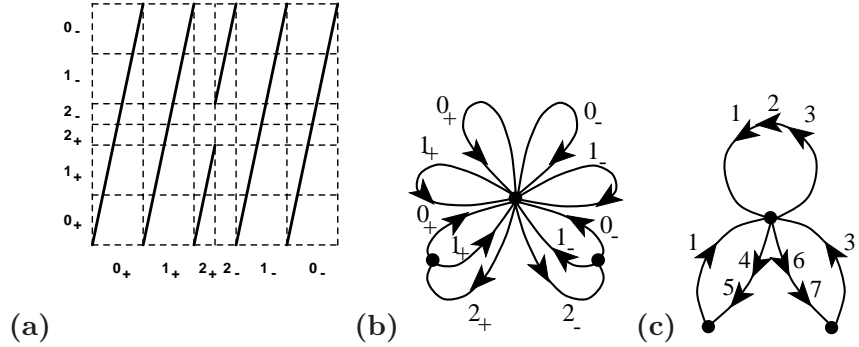 0-
1-
2-
2+
1+
0+
0+ 1+ 2+ 2- 1- 0-
(a)
0+ 0-
1+ 1-
0+ 0-
1+ 1-
2+ 2-
(b)
1 2 3
1 4 6 3
5 7
(c)